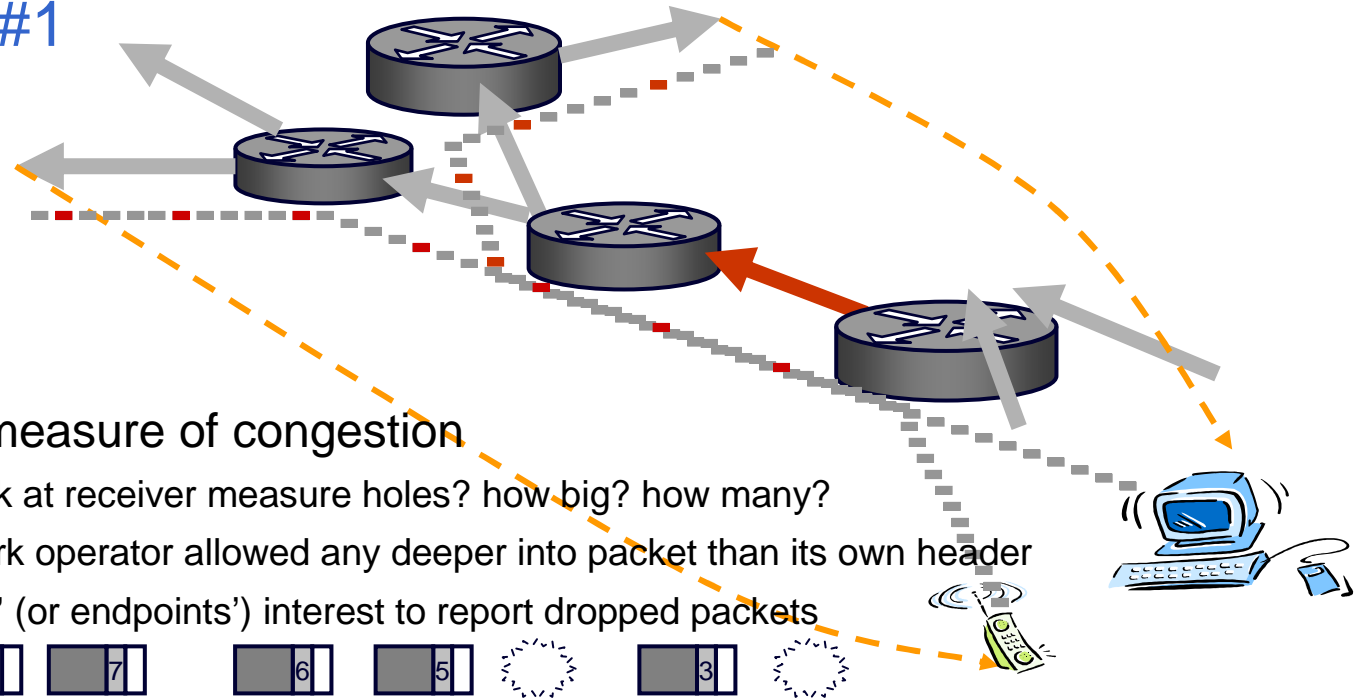 #1
measure of congestion
at receiver measure holes? how big? how many?
operator allowed any deeper into packet than its own header
(or endpoints’) interest to report dropped packets
7 6 5 3